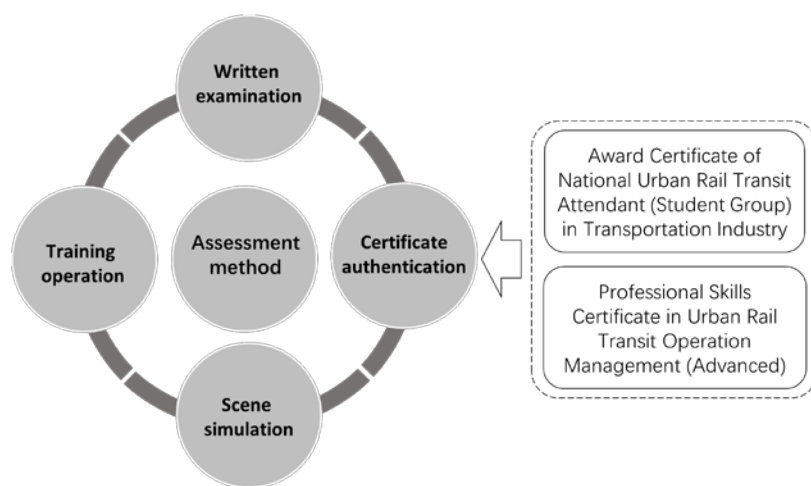 Written
examination
Training
operation
Assessment
method
Certificate
authentication
Scene
simulation
Award Certificate of
National Urban Rail Transit
Attendant (Student Group)
in Transportation Industry
Professional Skills
Certificate in Urban Rail
Transit Operation
Management (Advanced)